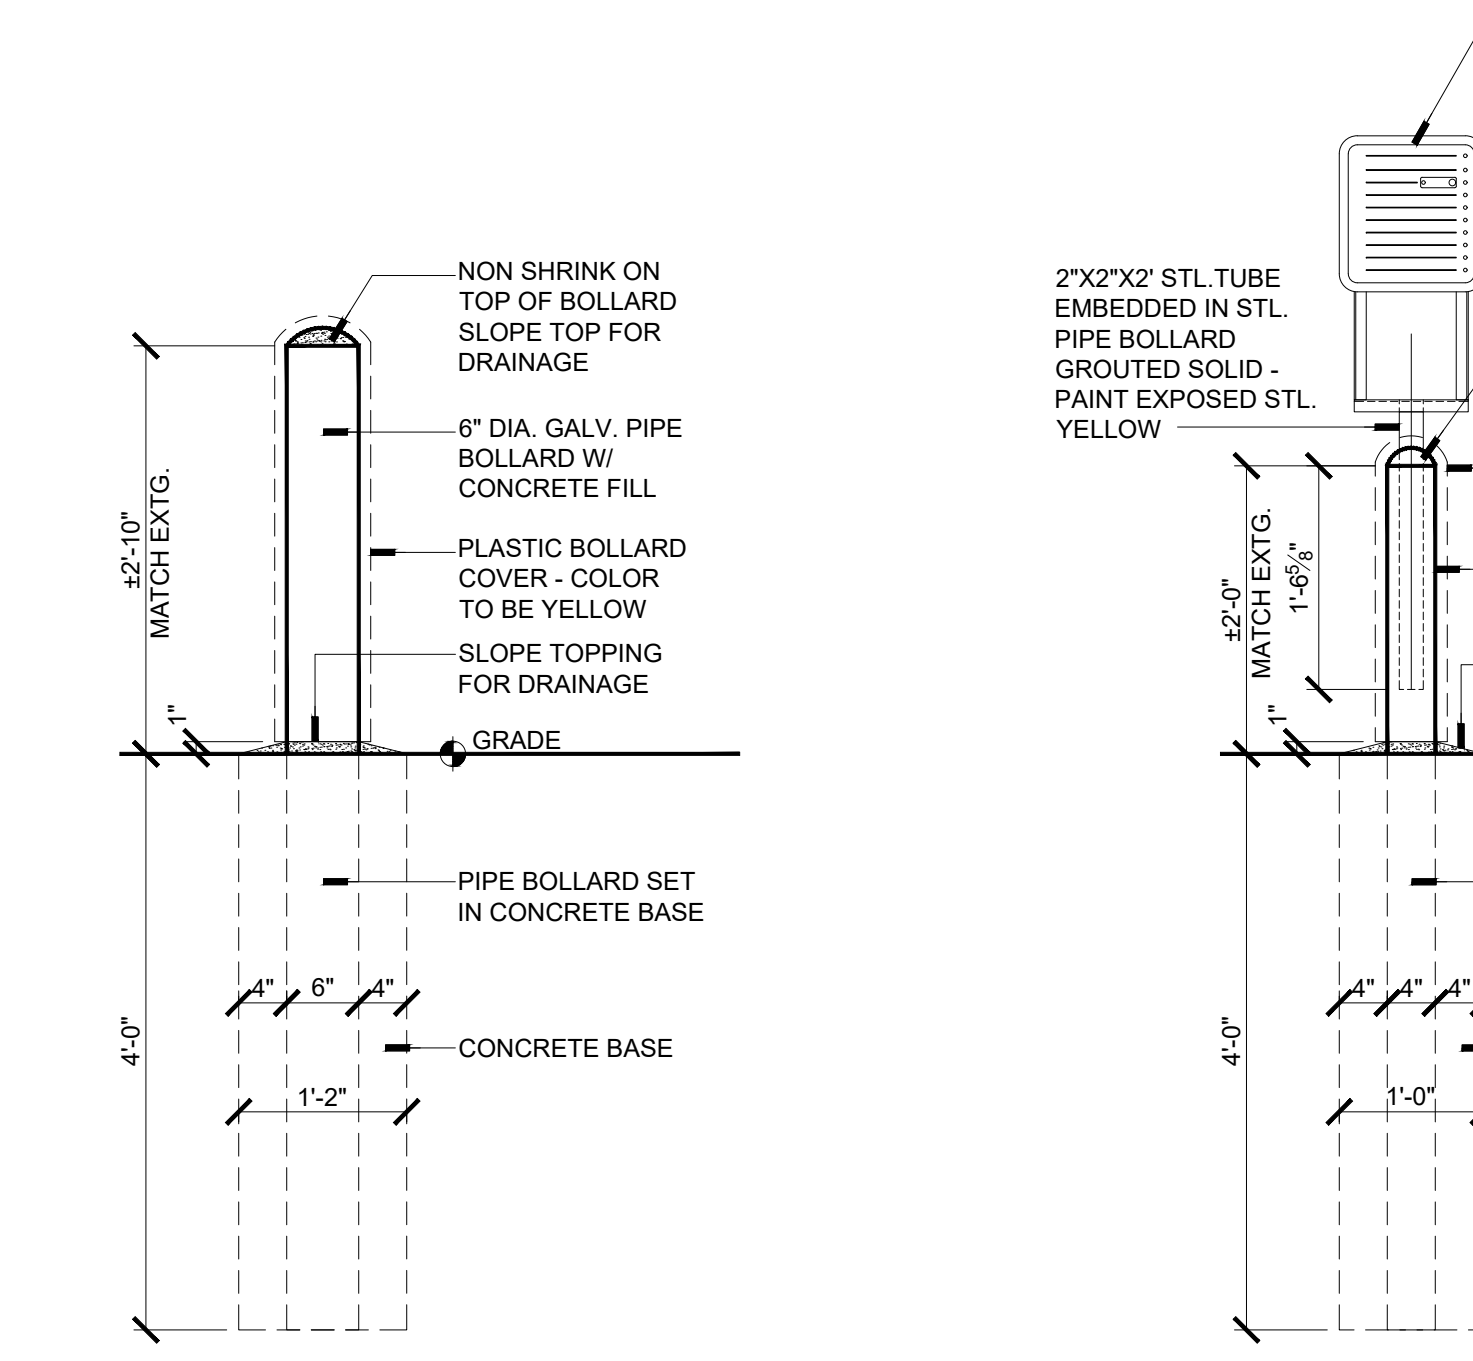 NON SHRINK ON
TOP OF BOLLARD
SLOPE TOP FOR
DRAINAGE
6" DIA. GALV. PIPE
BOLLARD W/
CONCRETE FILL
PLASTIC BOLLARD
COVER - COLOR
TO BE YELLOW
SLOPE TOPPING
FOR DRAINAGE
GRADE
±2'-10"
MATCH EXTG.
1"
PIPE BOLLARD SET
IN CONCRETE BASE
4"
6"
4"
4'-0"
CONCRETE BASE
1'-2"
2"X2"X2' STL.TUBE
EMBEDDED IN STL.
PIPE BOLLARD
GROUTED SOLID -
PAINT EXPOSED STL.
YELLOW
±2'-0"
MATCH EXTG.
1'-6⅝"
1"
4"
4"
4"
4'-0"
1'-0"